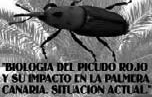 "BIOLOGIA DEL PICUDO ROJO
Y SU IMPACTO EN LA PALMERA
CANARIA. SITUACION ACTUAL."